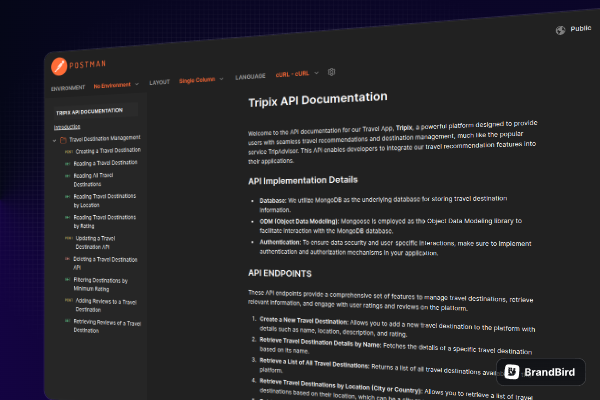 Public
POSTMAN
ENVIRONMENT No Environment LAYOUT Single Column LANGUAGE cURL - cURL
TRIPIX API DOCUMENTATION
Introduction
Travel Destination Management
POST Creating a Travel Destination
GET Reading a Travel Destination
GET Reading All Travel
Destinations
GET Reading Travel Destinations
by Location
GET Reading Travel Destinations
by Rating
Updating a Travel
Destination API
Deleting a Travel Destination
API
GET Filtering Destinations by
Minimum Rating
POST Adding Reviews to a Travel
Destination
GET Retrieving Reviews of a Travel
Destination
Tripix API Documentation
Welcome to the API documentation for our Travel App, Tripix, a powerful platform designed to provide
users with seamless travel recommendations and destination management, much like the popular
service TripAdvisor. This API enables developers to integrate our travel recommendation features into
their applications.
API Implementation Details
• Database: We utilize MongoDB as the underlying database for storing travel destination
information.
• ODM (Object Data Modeling): Mongoose is employed as the Object Data Modeling library to
facilitate interaction with the MongoDB database.
• Authentication: To ensure data security and user specific interactions, make sure to implement
authentication and authorization mechanisms in your application.
API ENDPOINTS
These API endpoints provide a comprehensive set of features to manage travel destinations, retrieve
relevant information, and engage with user ratings and reviews on the platform.
1. Create a New Travel Destination: Allows you to add a new travel destination to the platform with
details such as name, location, description, and rating.
2. Retrieve Travel Destination Details by Name: Fetches the details of a specific travel destination
based on its name.
3. Retrieve a List of All Travel Destinations: Returns a list of all travel destinations
platform.
4. Retrieve Travel Destinations by Location (City or Country): Allows you to retrieve a list of travel
destinations based on their location, which can be
BrandBird